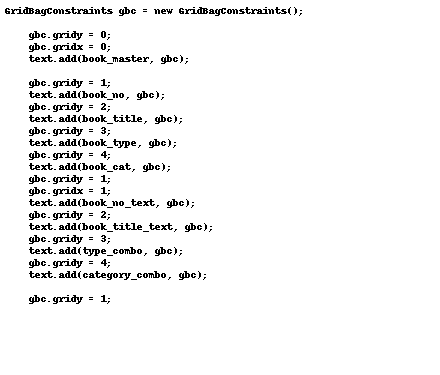 GridBagConstraints gbc = new GridBagConstraints();
gbc.gridy = 0;
gbc.gridx = 0;
text.add(book_master, gbc);
gbc.gridy = 1;
text.add(book_no, gbc);
gbc.gridy = 2;
text.add(book_title, gbc);
gbc.gridy = 3;
text.add(book_type, gbc);
gbc.gridy = 4;
text.add(book_cat, gbc);
gbc.gridy = 1;
gbc.gridx = 1;
text.add(book_no_text, gbc);
gbc.gridy = 2;
text.add(book_title_text, gbc);
gbc.gridy = 3;
text.add(type_combo, gbc);
gbc.gridy = 4;
text.add(category_combo, gbc);
gbc.gridy = 1;